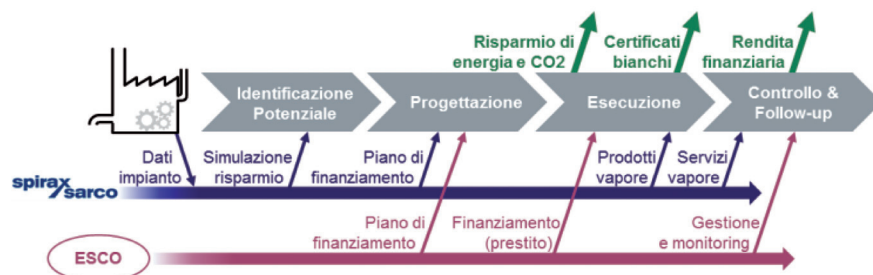 Risparmio di
energia e CO2
Certificati
bianchi
Rendita
finanziaria
Identificazione
Potenziale
Progettazione
Esecuzione
Controllo &
Follow-up
Dati
impianto
Simulazione
risparmio
Piano di
finanziamento
Prodotti
vapore
Servizi
vapore
spirax
sarco
Piano di
finanziamento
Finanziamento
(prestito)
Gestione
e monitoring
ESCO